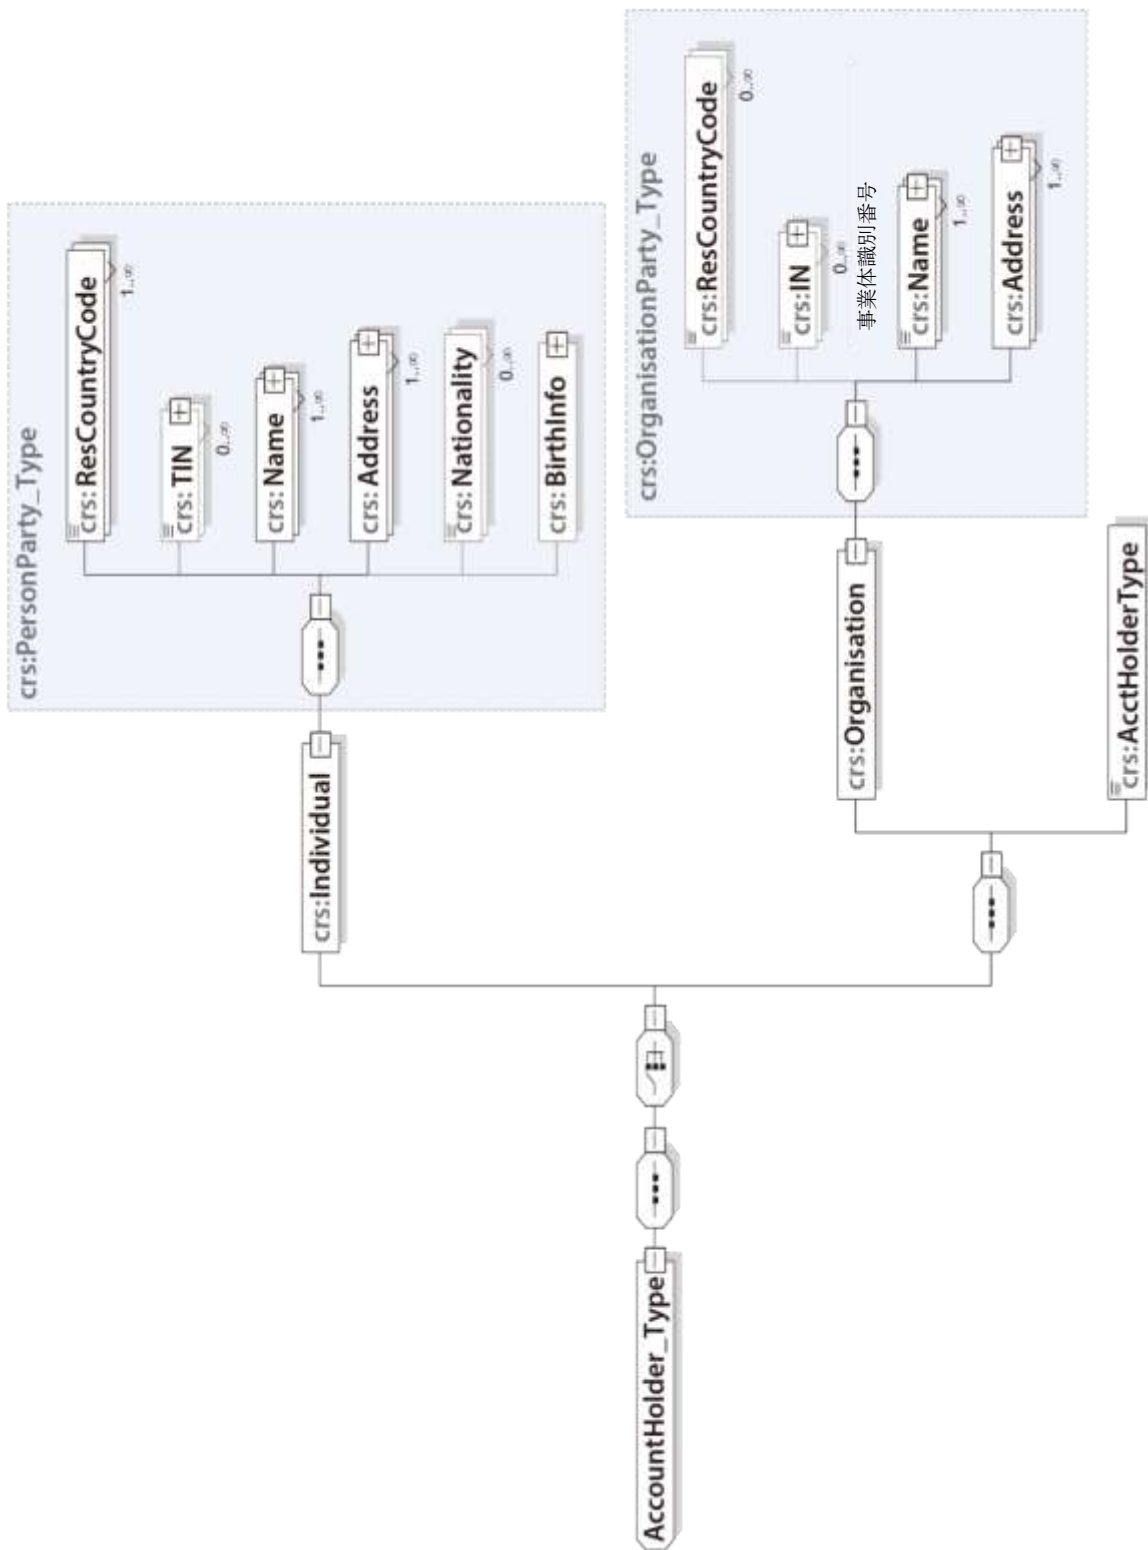 crs:PersonParty_Type
crs:ResCountryCode
1..∞
crs:TIN
0..∞
crs:Name
1..∞
crs:Address
1..∞
crs:Nationality
0..∞
crs:BirthInfo
crs:Individual
crs:OrganisationParty_Type
crs:ResCountryCode
0..∞
crs:IN
0..∞
事業体識別番号
crs:Name
1..∞
crs:Address
1..∞
crs:Organisation
crs:AcctHolderType
AccountHolder_Type